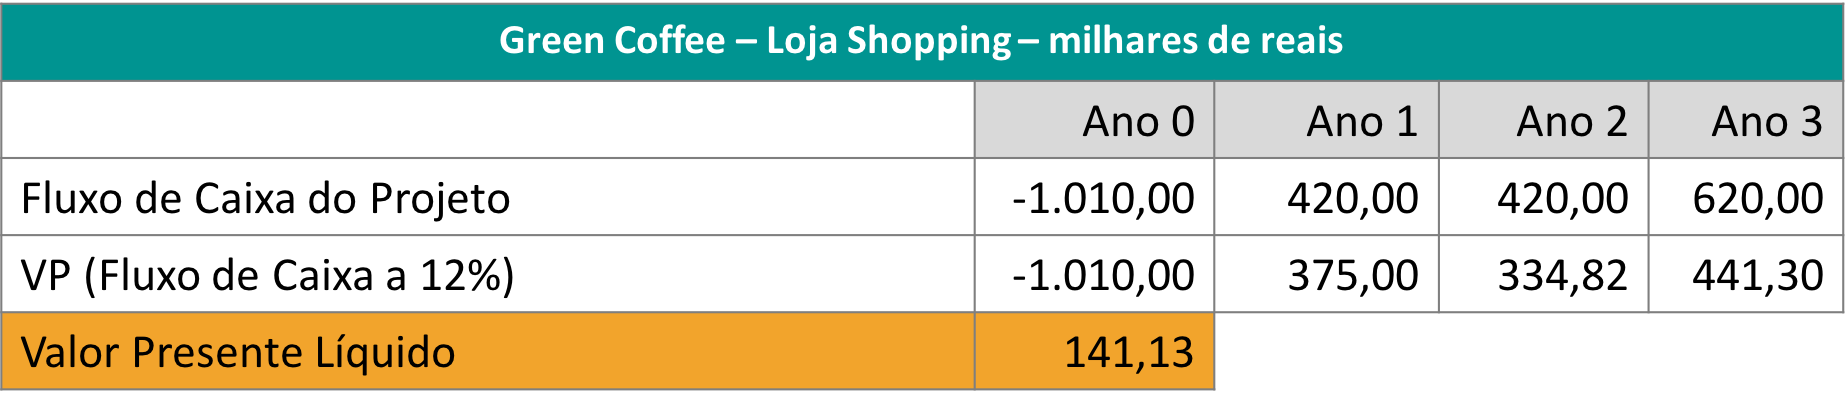 Green Coffee – Loja Shopping – milhares de reais
Ano 0 Ano 1 Ano 2 Ano 3
Fluxo de Caixa do Projeto -1.010,00 420,00 420,00 620,00
VP (Fluxo de Caixa a 12%) -1.010,00 375,00 334,82 441,30
Valor Presente Líquido 141,13